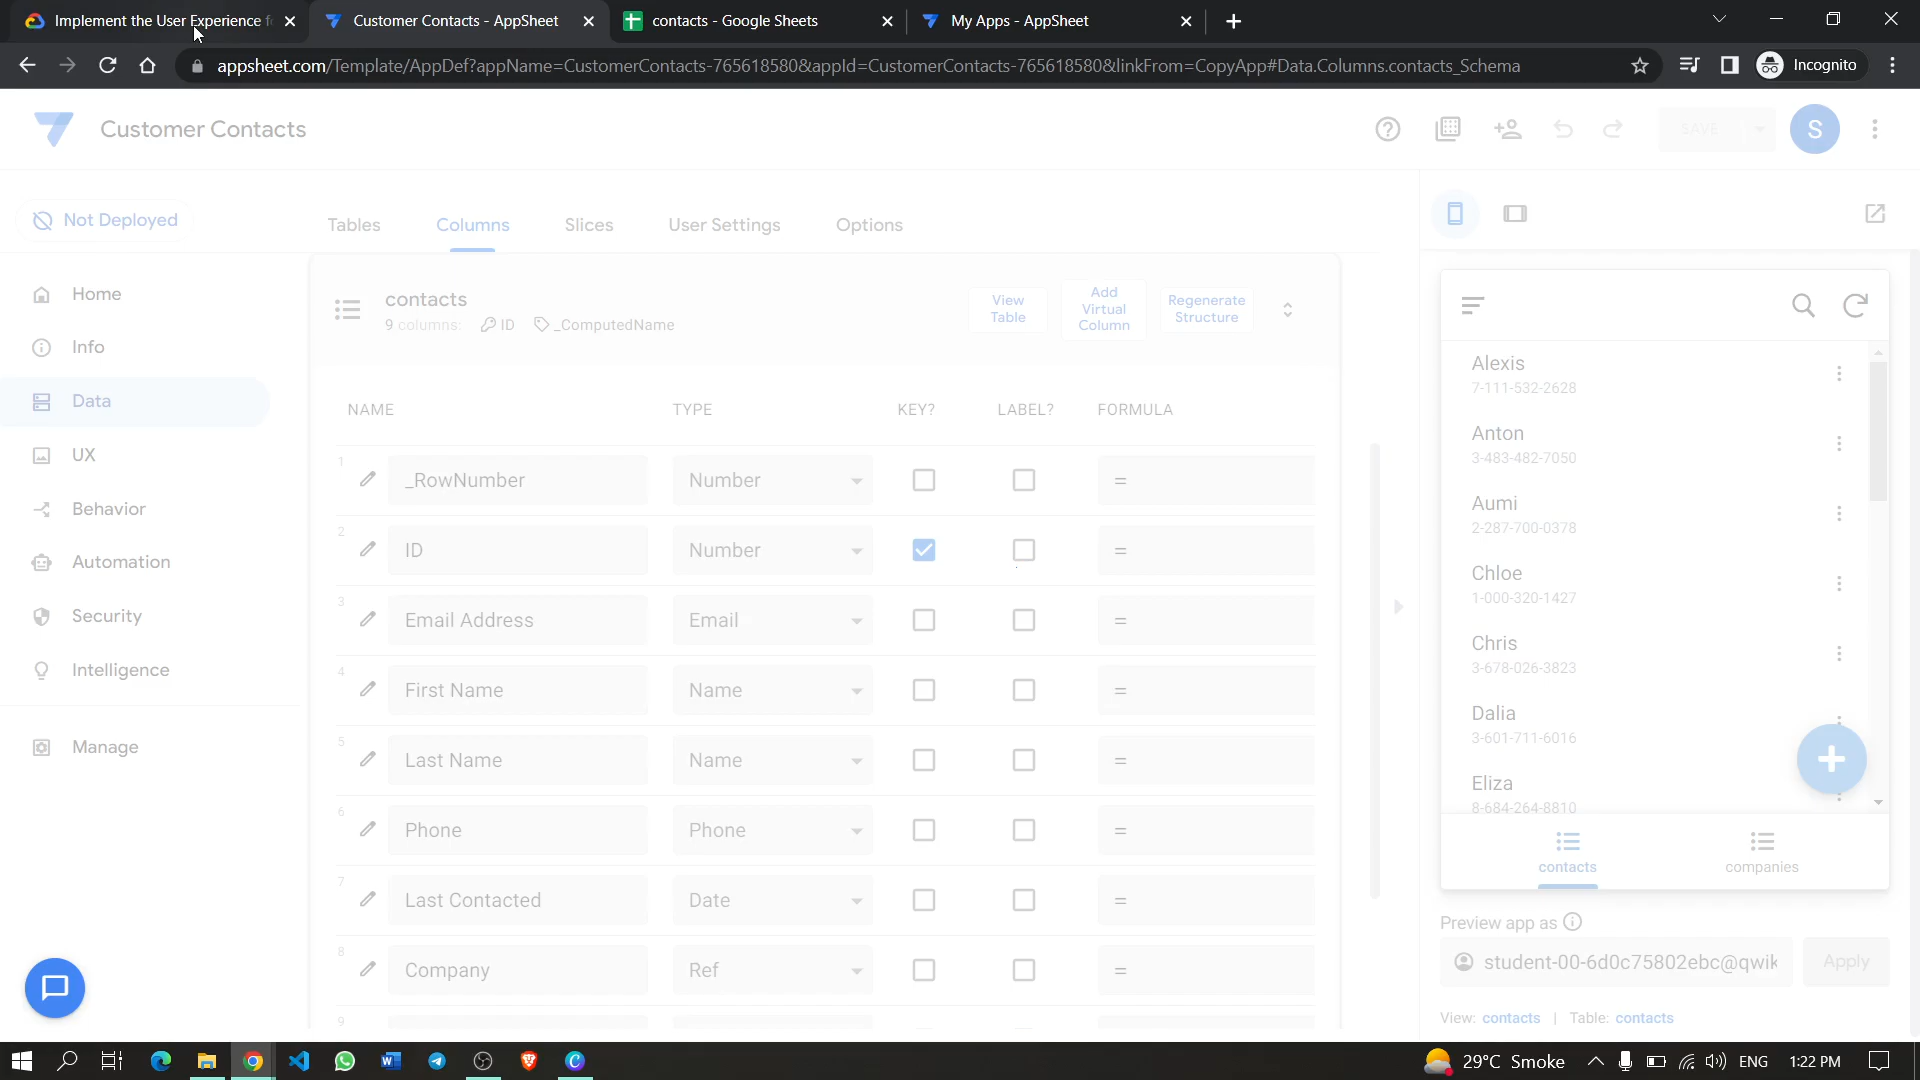 Implement the User Experience f
Customer Contacts - AppSheet
contacts - Google Sheets
My Apps - AppSheet
appsheet.com/Template/AppDef?appName=CustomerContacts-765618580&appId=CustomerContacts-765618580&linkFrom=CopyApp#Data.Columns.contacts_Schema
Incognito
Customer Contacts
SAVE
S
Not Deployed
Tables
Columns
Slices
User Settings
Options
Home
Info
Data
UX
Behavior
Automation
Security
Intelligence
Manage
contacts
9 columns: ID _ComputedName
View
Table
Add
Virtual
Column
Regenerate
Structure
NAME TYPE KEY? LABEL? FORMULA
1 _RowNumber Number =
2 ID Number =
3 Email Address Email =
4 First Name Name =
5 Last Name Name =
6 Phone Phone =
7 Last Contacted Date =
8 Company Ref =
9
Alexis
7-111-532-2628
Anton
3-483-482-7050
Aumi
2-287-700-0378
Chloe
1-000-320-1427
Chris
3-678-026-3823
Dalia
3-601-711-6016
Eliza
8-684-264-8810
contacts
companies
Preview app as
student-00-6d0c75802ebc@qwik
Apply
View: contacts | Table: contacts
29°C Smoke
ENG
1:22 PM